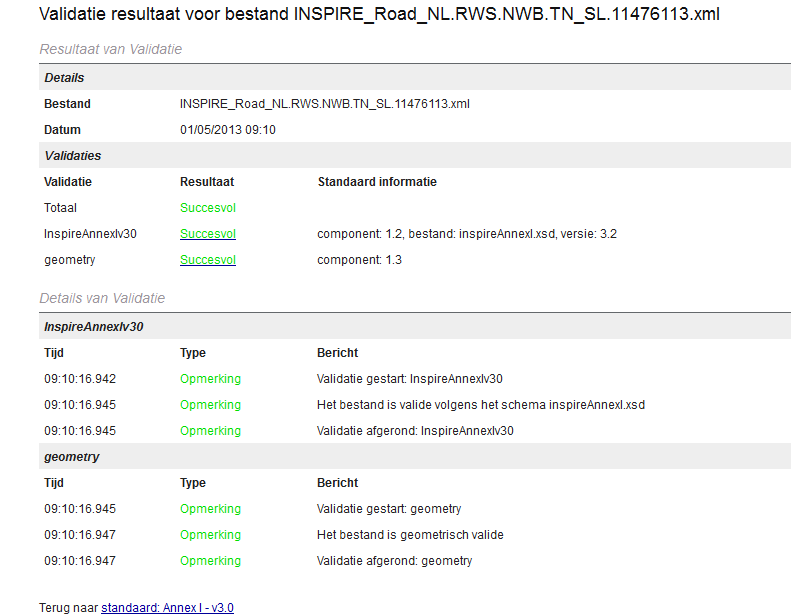 Validatie resultaat voor bestand INSPIRE_Road_NL.RWS.NWB.TN_SL.11476113.xml
Resultaat van Validatie
Details
Bestand INSPIRE_Road_NL.RWS.NWB.TN_SL.11476113.xml
Datum 01/05/2013 09:10
Validaties
Validatie Resultaat Standaard informatie
Totaal Succesvol
InspireAnnexIv30 Succesvol component: 1.2, bestand: inspireAnnexI.xsd, versie: 3.2
geometry Succesvol component: 1.3
Details van Validatie
InspireAnnexIv30
Tijd Type Bericht
09:10:16.942 Opmerking Validatie gestart: InspireAnnexIv30
09:10:16.945 Opmerking Het bestand is valide volgens het schema inspireAnnexI.xsd
09:10:16.945 Opmerking Validatie afgerond: InspireAnnexIv30
geometry
Tijd Type Bericht
09:10:16.945 Opmerking Validatie gestart: geometry
09:10:16.947 Opmerking Het bestand is geometrisch valide
09:10:16.947 Opmerking Validatie afgerond: geometry
Terug naar standaard: Annex I - v3.0